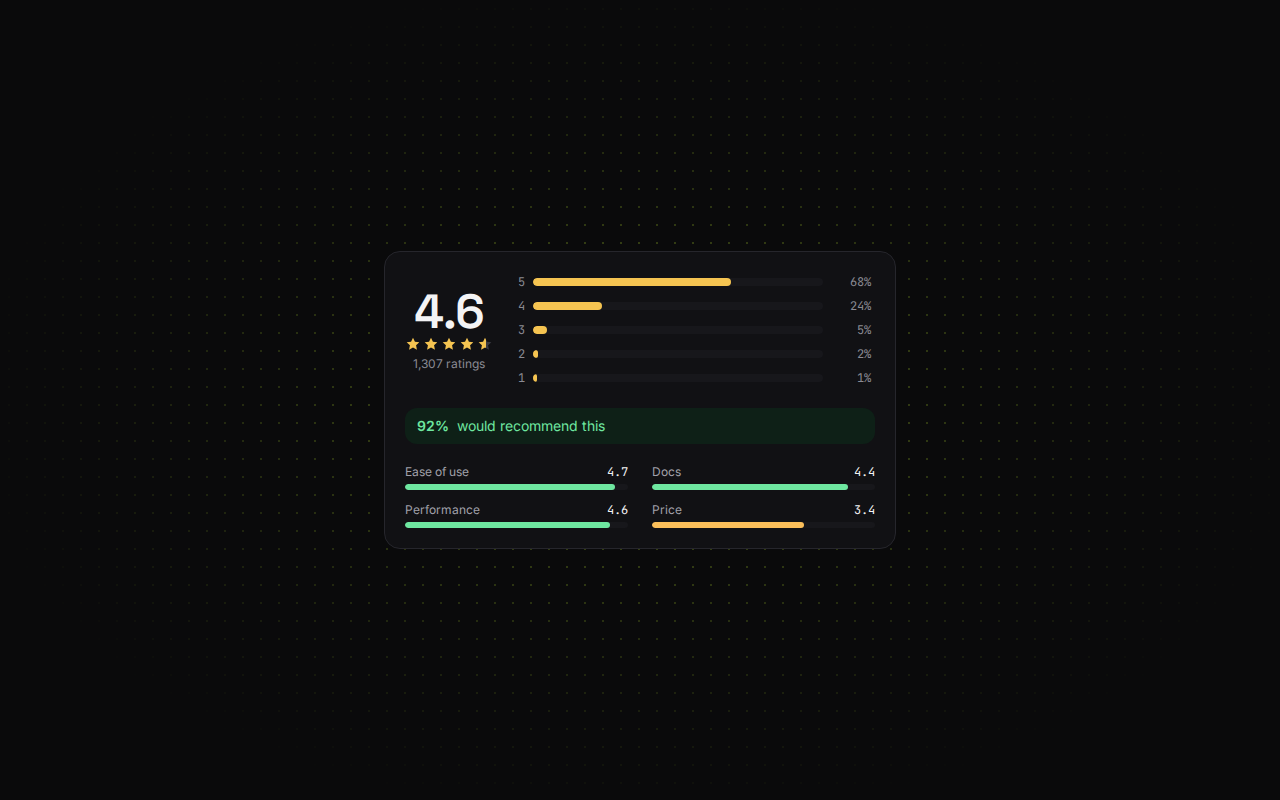 4.6
1,307 ratings
5 68%
4 24%
3 5%
2 2%
1 1%
92% would recommend this
Ease of use 4.7
Docs 4.4
Performance 4.6
Price 3.4